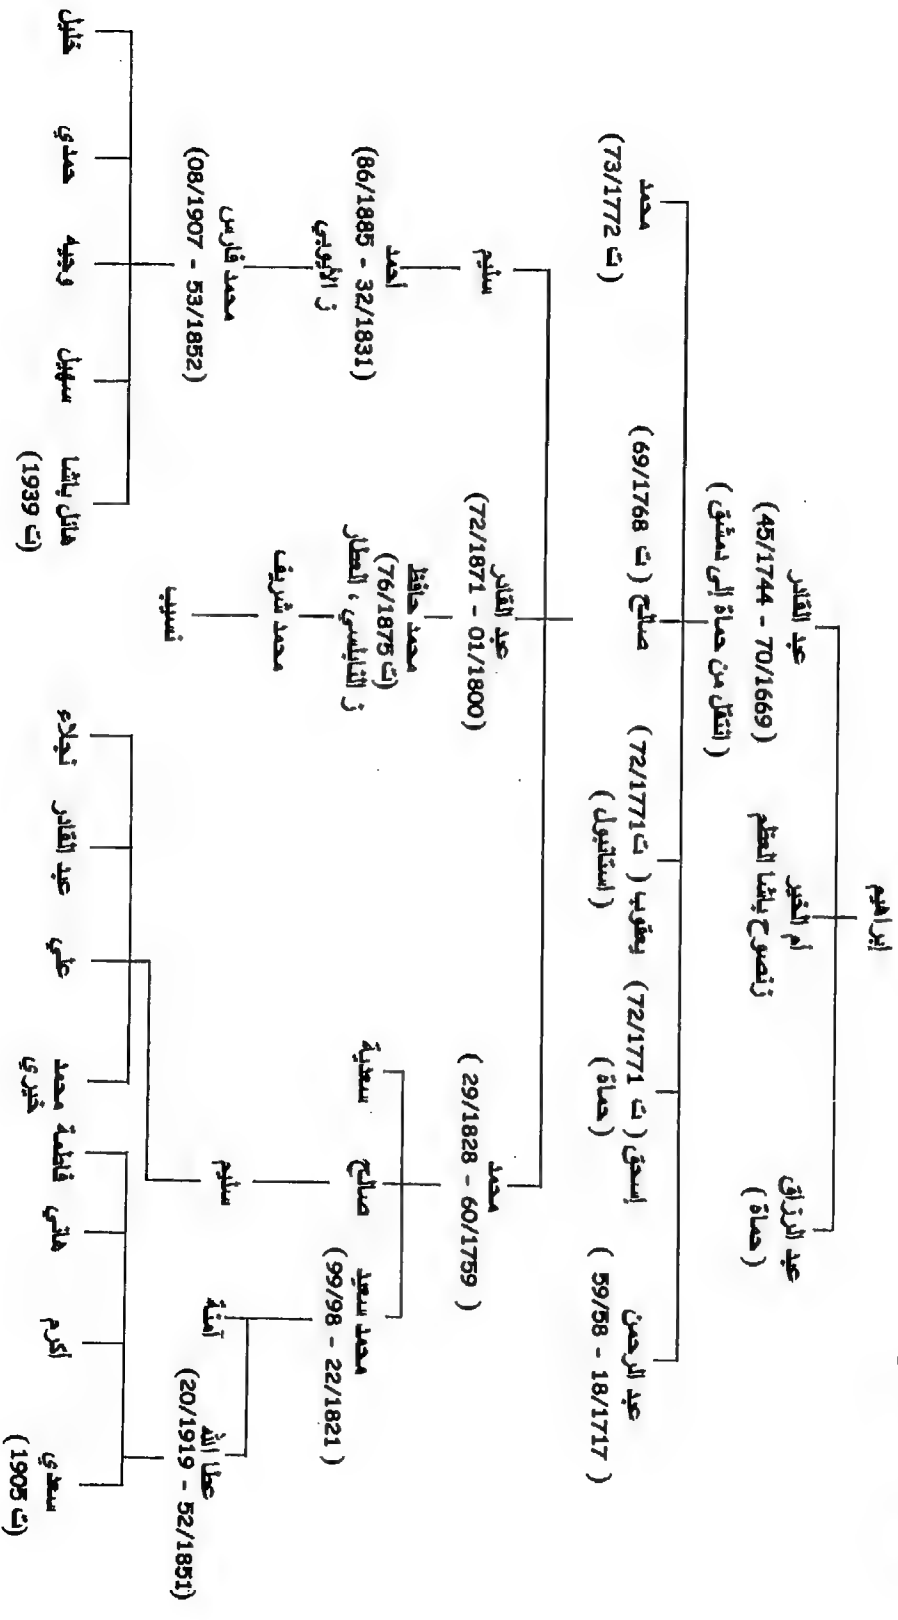 ابراهيم
عبد القادر
(45/1744 - 70/1669)
( انتقل من حماة إلى دمشق )
أم الخير
ز نصوح باشا العظم
عبد الرزاق
( حماة )
محمد
(73/1772 ت )
صالح ( ت 69/1768 )
يعقوب ( ت 72/1771 )
( استانبول )
إسحق ( ت 72/1771 )
( حماة )
عبد الرحمن
( 59/58 - 18/1717 )
سليم
عبد القادر
(72/1871 - 01/1800)
محمد
( 29/1828 - 60/1759 )
أحمد
(86/1885 - 32/1831)
ز الأيوبي
محمد حافظ
(ت 76/1875)
ز النابلسي ، العطار
سعدية
صالح
محمد سعيد
( 99/98 - 22/1821 )
محمد فارس
(08/1907 - 53/1852)
محمد شريف
سليم
آمنة
عطا الله
(20/1919 - 52/1851)
نسيب
خليل
حمدي
وجيه
سهيل
هائل باشا
(ت 1939)
نجلاء
عبد القادر
علي
محمد
خيري
فاطمة
هاني
أكرم
سعدي
(ت 1905)